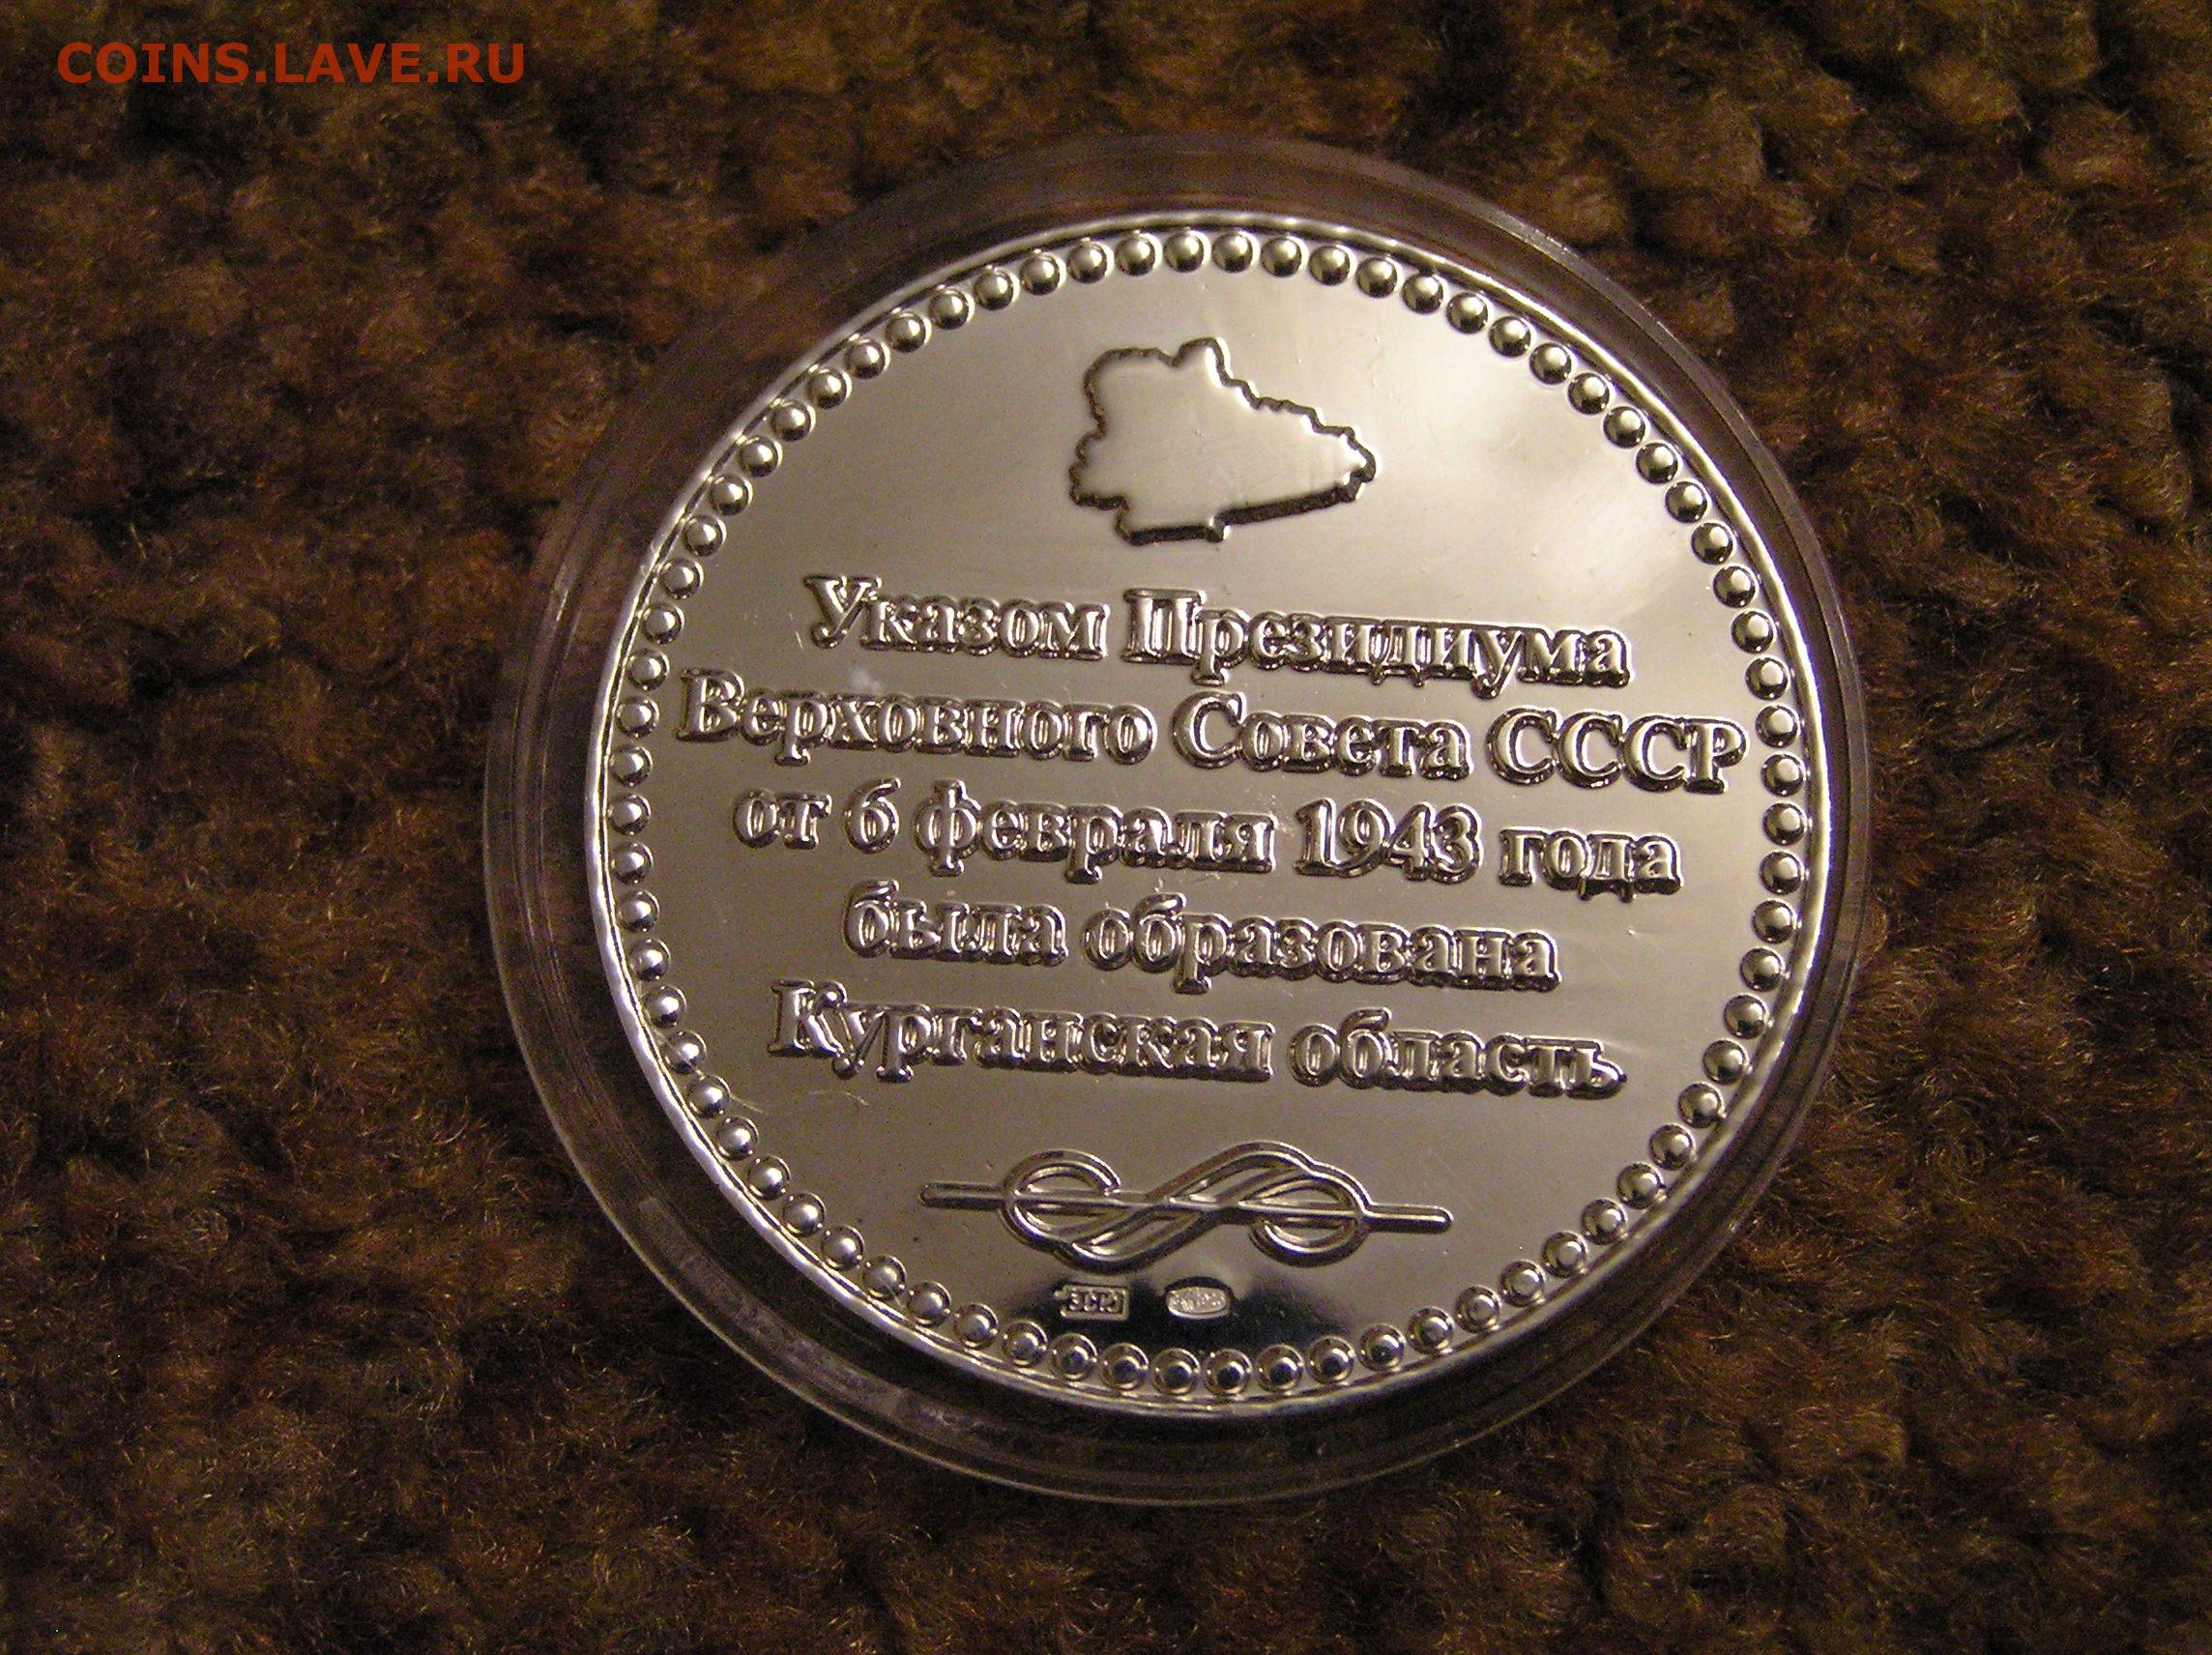 COINS.LAVE.RU
Указом Президиума
Верховного Совета СССР
от 6 февраля 1943 года
была образована
Курганская область